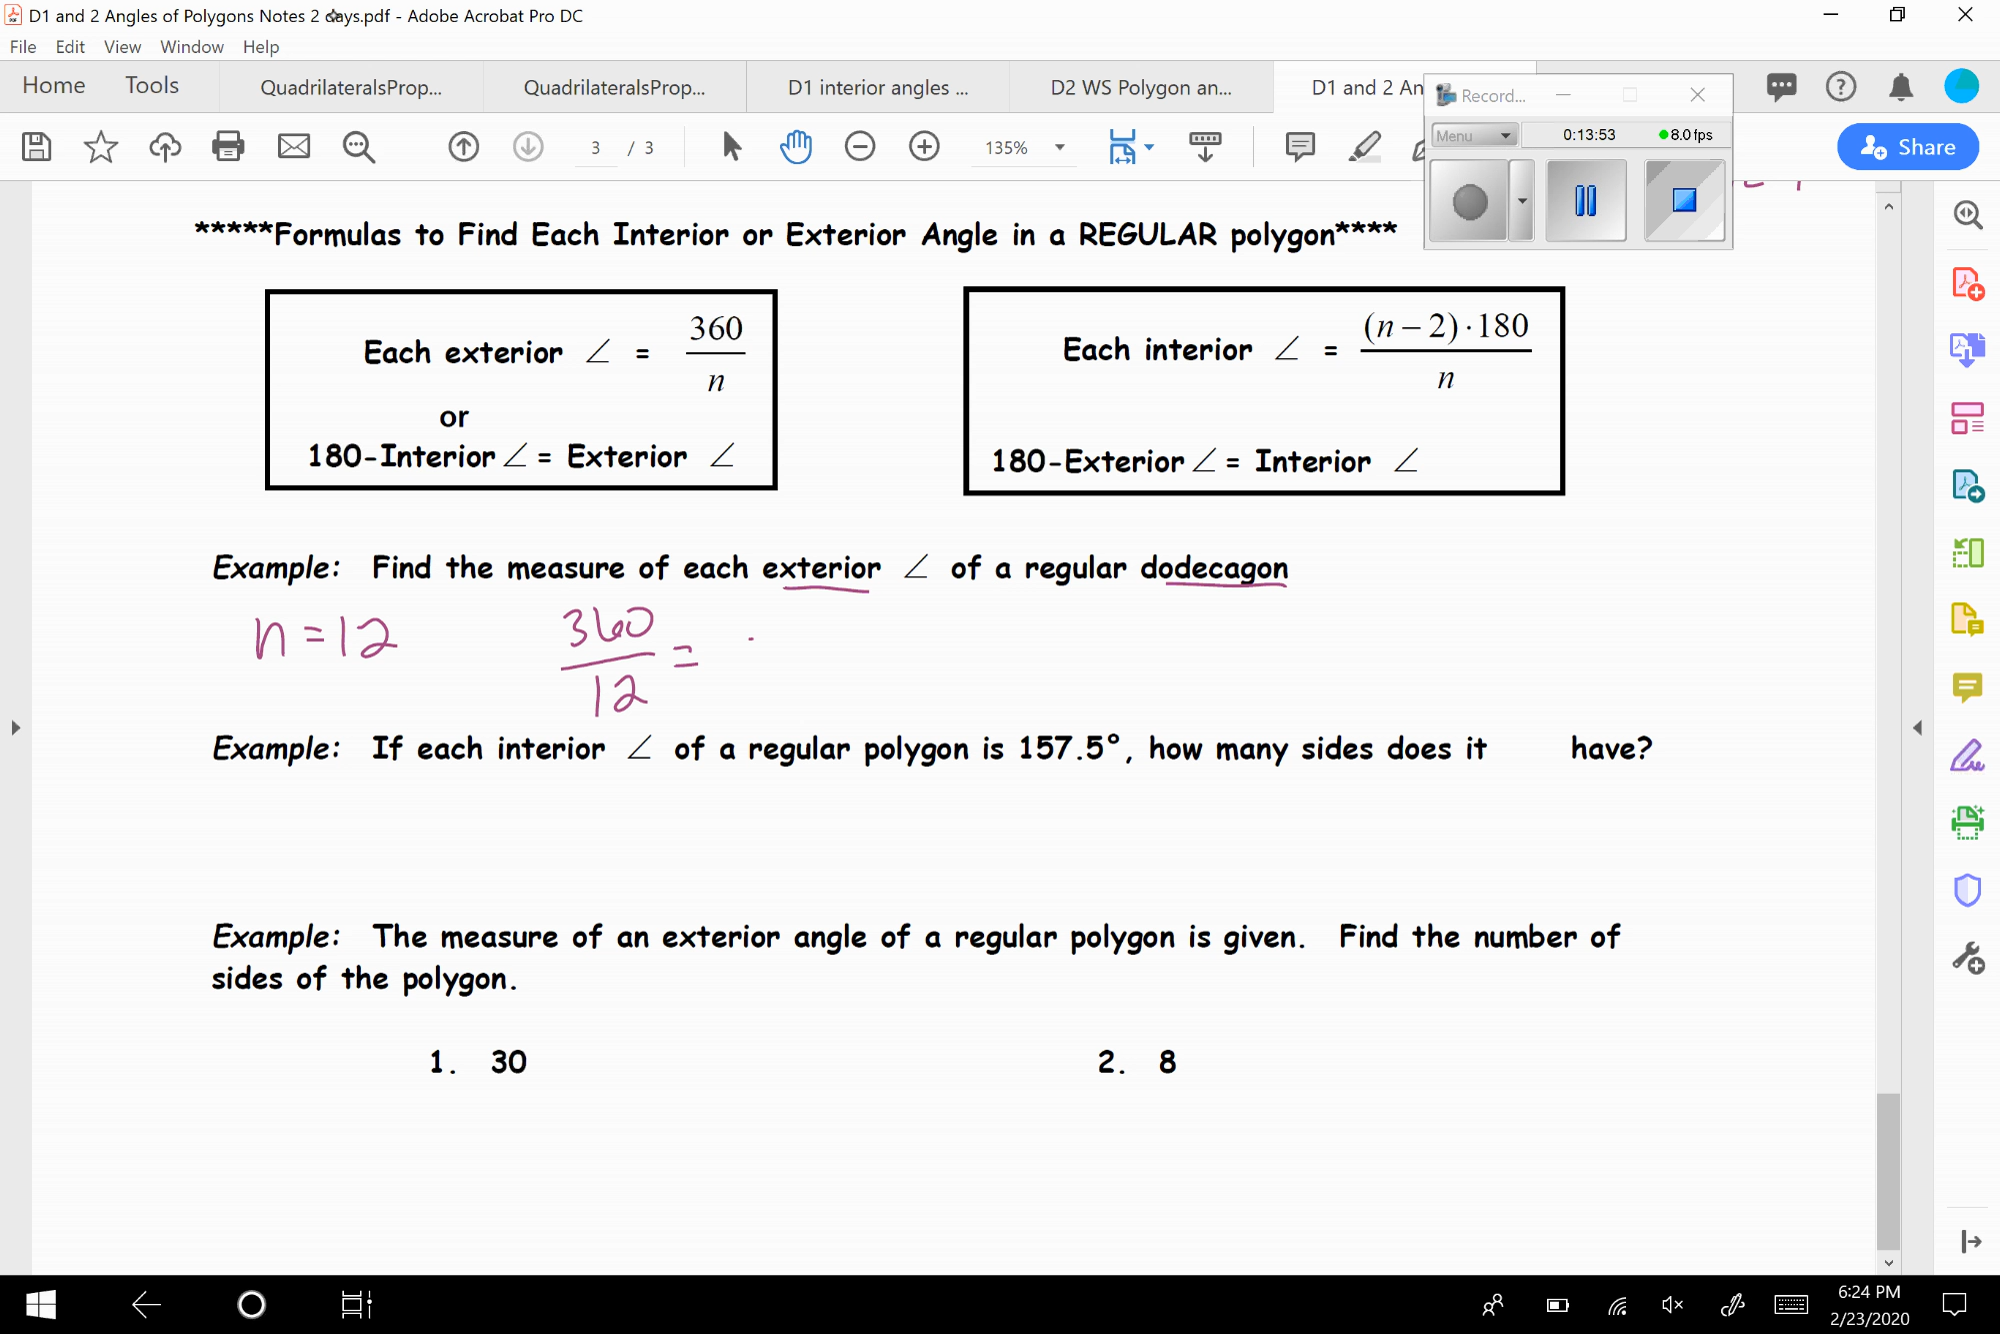 D1 and 2 Angles of Polygons Notes 2 days.pdf - Adobe Acrobat Pro DC
File Edit View Window Help
Home Tools QuadrilateralsProp... QuadrilateralsProp... D1 interior angles ... D2 WS Polygon an... D1 and 2 An
Record...
Menu 0:13:53 8.0 fps
3 / 3 135% Share
*****Formulas to Find Each Interior or Exterior Angle in a REGULAR polygon****
Each exterior ∠ = 360/n
or
180-Interior ∠ = Exterior ∠
Each interior ∠ = (n – 2)·180/n
180-Exterior ∠ = Interior ∠
Example: Find the measure of each exterior ∠ of a regular dodecagon
n = 12 360/12 =
Example: If each interior ∠ of a regular polygon is 157.5°, how many sides does it have?
Example: The measure of an exterior angle of a regular polygon is given. Find the number of
sides of the polygon.
1. 30 2. 8
6:24 PM
2/23/2020